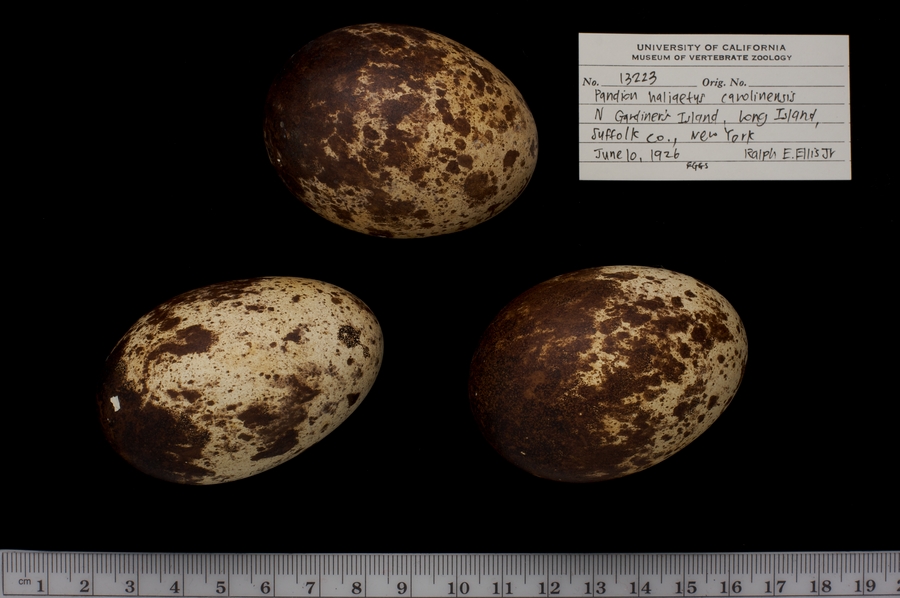 UNIVERSITY OF CALIFORNIA
MUSEUM OF VERTEBRATE ZOOLOGY
No. 13223 Orig. No.
Pandion haliaetus carolinensis
N Gardiner's Island, Long Island,
Suffolk Co., New York
June 10, 1926 Ralph E. Ellis Jr
cm 1 2 3 4 5 6 7 8 9 10 11 12 13 14 15 16 17 18 19